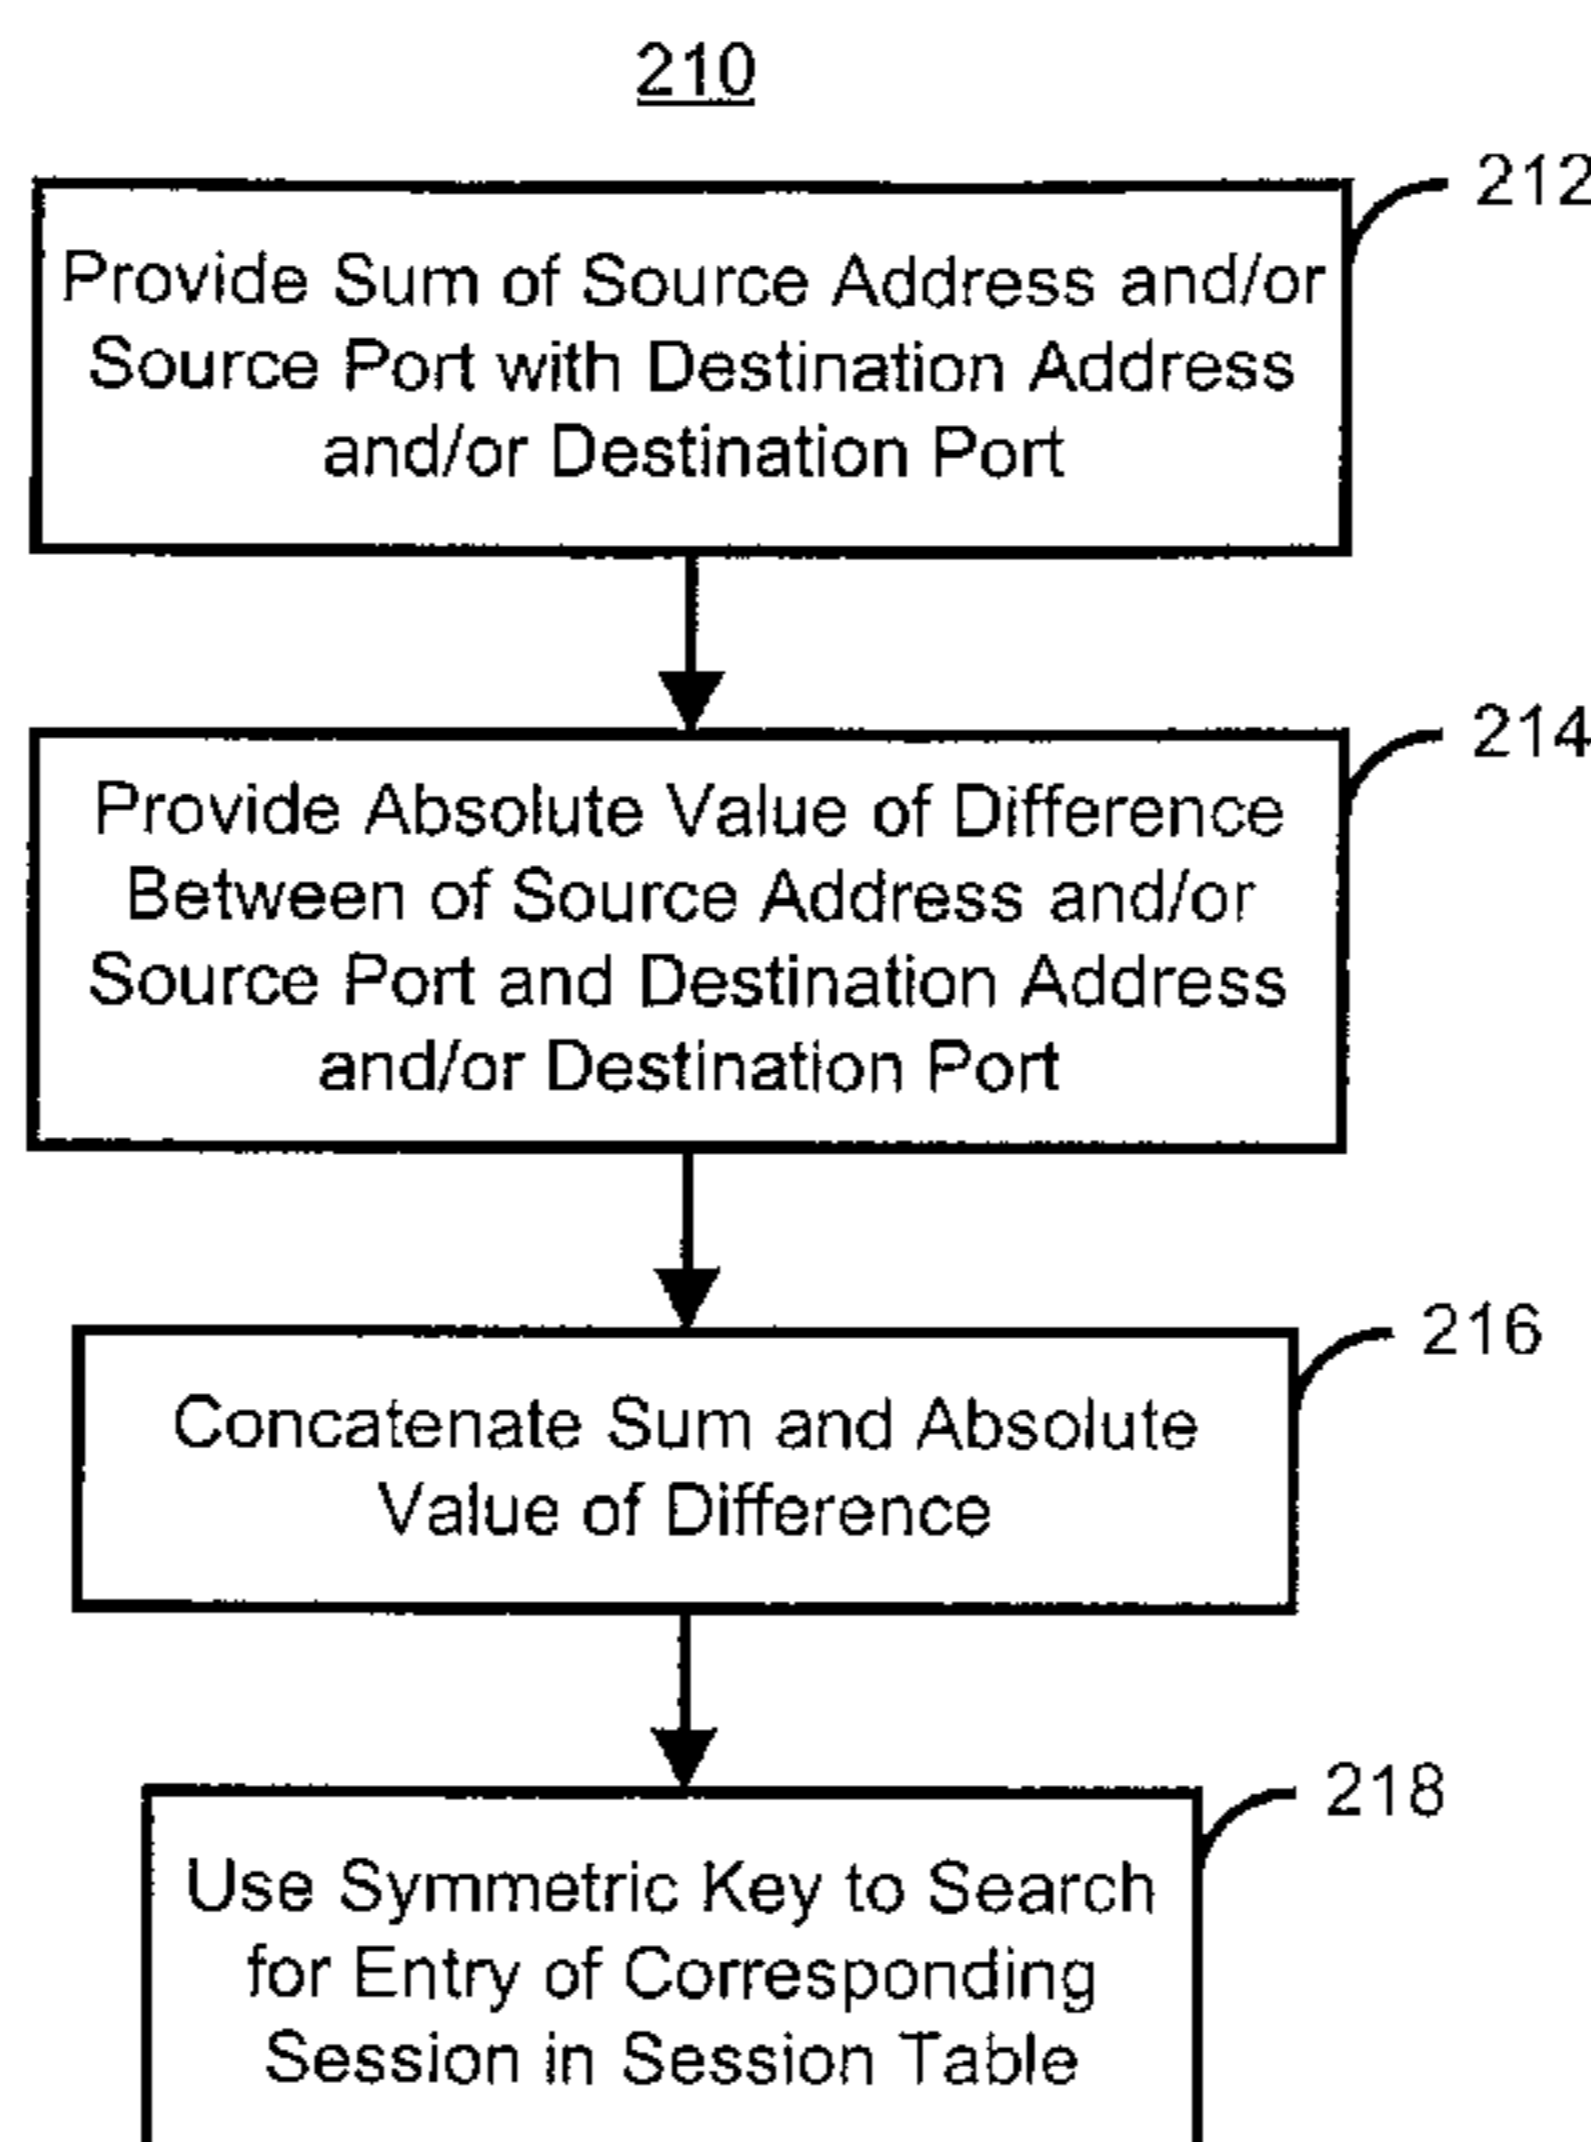 210
212
Provide Sum of Source Address and/or
Source Port with Destination Address
and/or Destination Port
214
Provide Absolute Value of Difference
Between of Source Address and/or
Source Port and Destination Address
and/or Destination Port
216
Concatenate Sum and Absolute
Value of Difference
218
Use Symmetric Key to Search
for Entry of Corresponding
Session in Session Table